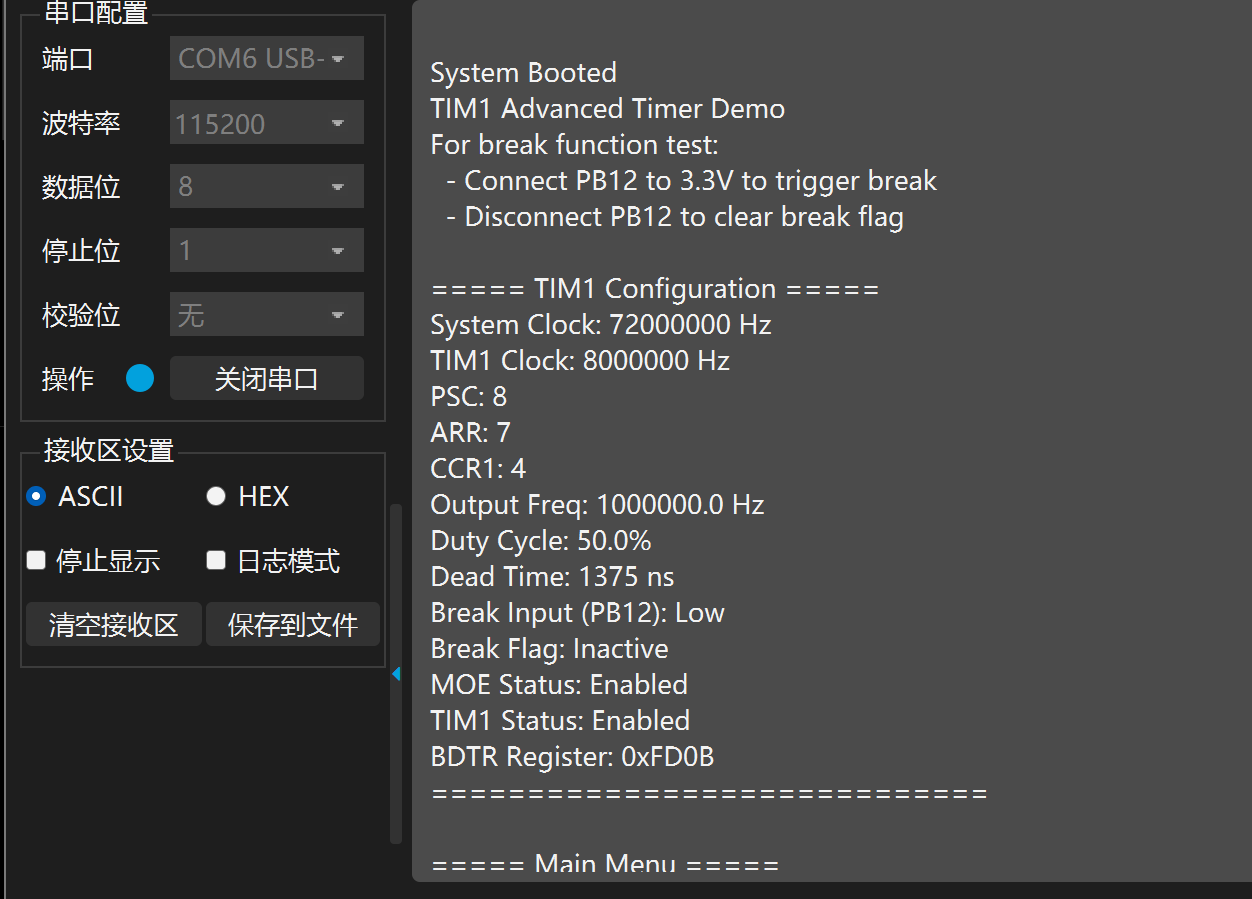 串口配置
端口 COM6 USB-
波特率 115200
数据位 8
停止位 1
校验位 无
操作 关闭串口
接收区设置
ASCII HEX
停止显示 日志模式
清空接收区 保存到文件
System Booted
TIM1 Advanced Timer Demo
For break function test:
- Connect PB12 to 3.3V to trigger break
- Disconnect PB12 to clear break flag
===== TIM1 Configuration =====
System Clock: 72000000 Hz
TIM1 Clock: 8000000 Hz
PSC: 8
ARR: 7
CCR1: 4
Output Freq: 1000000.0 Hz
Duty Cycle: 50.0%
Dead Time: 1375 ns
Break Input (PB12): Low
Break Flag: Inactive
MOE Status: Enabled
TIM1 Status: Enabled
BDTR Register: 0xFD0B
=============================
===== Main Menu =====